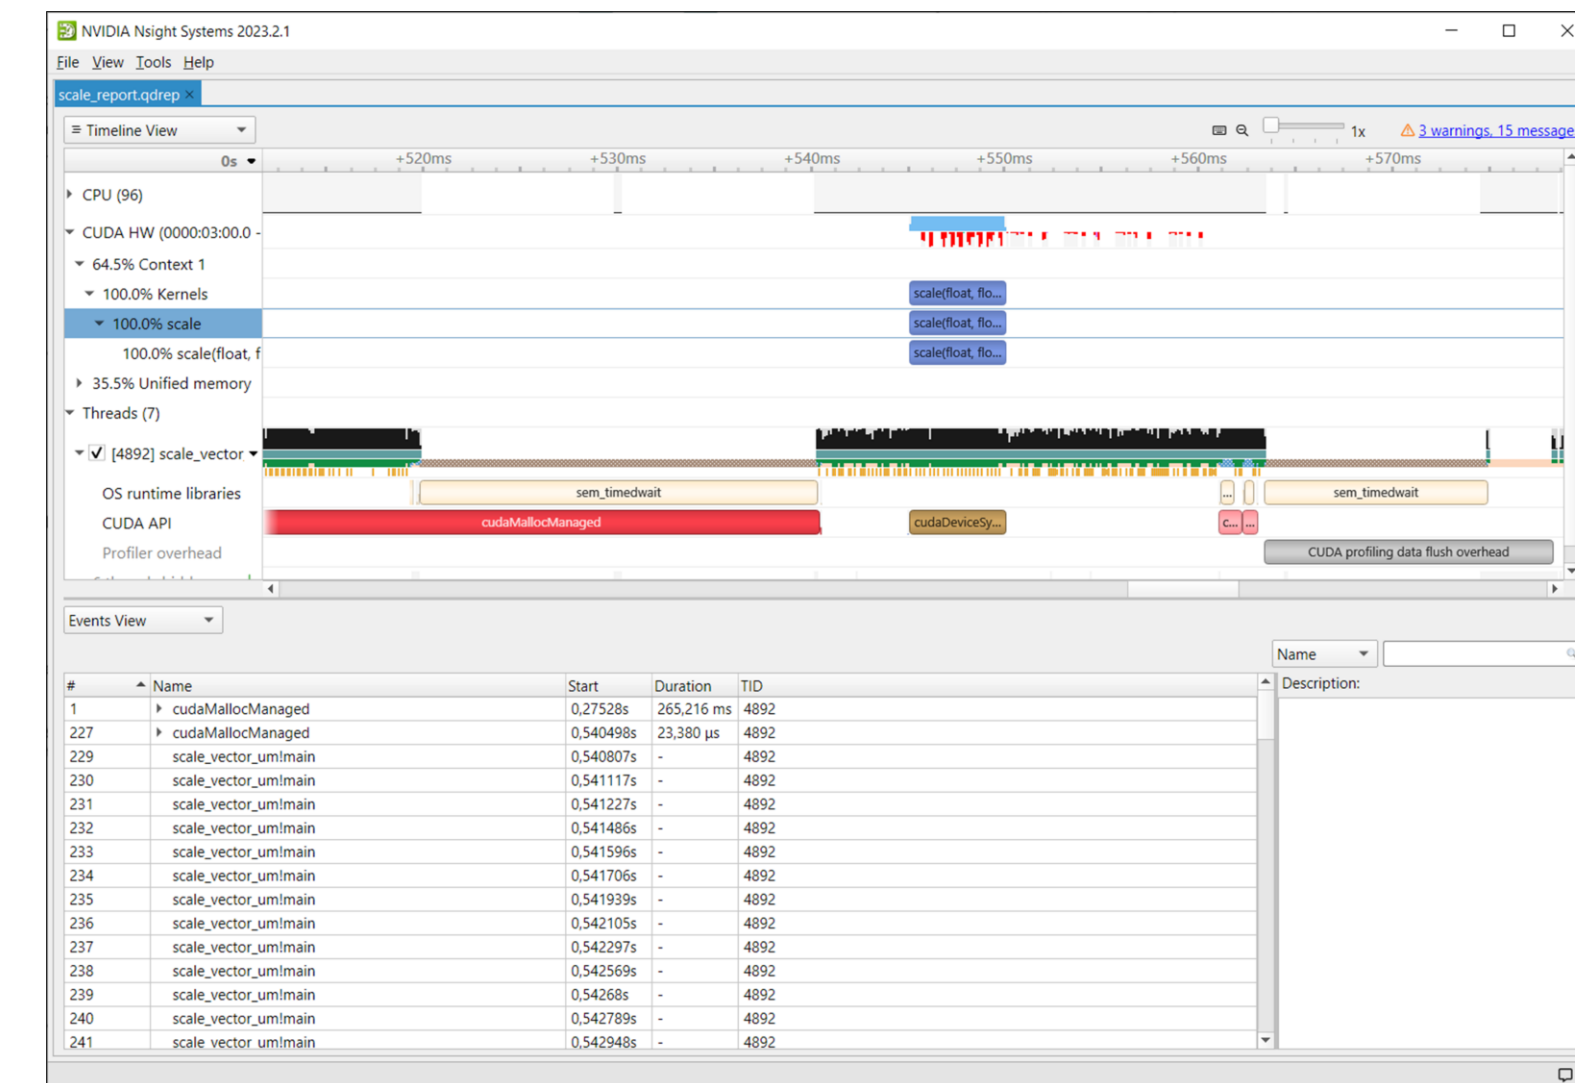 NVIDIA Nsight Systems 2023.2.1
File View Tools Help
scale_report.qdrep ×
≡ Timeline View
1x
3 warnings, 15 message
0s
+520ms +530ms +540ms +550ms +560ms +570ms
CPU (96)
CUDA HW (0000:03:00.0 -
64.5% Context 1
100.0% Kernels
scale(float, flo...
100.0% scale
scale(float, flo...
100.0% scale(float, f
scale(float, flo...
35.5% Unified memory
Threads (7)
[4892] scale_vector
OS runtime libraries
sem_timedwait
...
sem_timedwait
CUDA API
cudaMallocManaged
cudaDeviceSy...
c...
...
Profiler overhead
CUDA profiling data flush overhead
Events View
Name
# Name Start Duration TID
Description:
1 cudaMallocManaged 0,27528s 265,216 ms 4892
227 cudaMallocManaged 0,540498s 23,380 μs 4892
229 scale_vector_um!main 0,540807s - 4892
230 scale_vector_um!main 0,541117s - 4892
231 scale_vector_um!main 0,541227s - 4892
232 scale_vector_um!main 0,541486s - 4892
233 scale_vector_um!main 0,541596s - 4892
234 scale_vector_um!main 0,541706s - 4892
235 scale_vector_um!main 0,541939s - 4892
236 scale_vector_um!main 0,542105s - 4892
237 scale_vector_um!main 0,542297s - 4892
238 scale_vector_um!main 0,542569s - 4892
239 scale_vector_um!main 0,54268s - 4892
240 scale_vector_um!main 0,542789s - 4892
241 scale_vector_um!main 0,542948s - 4892